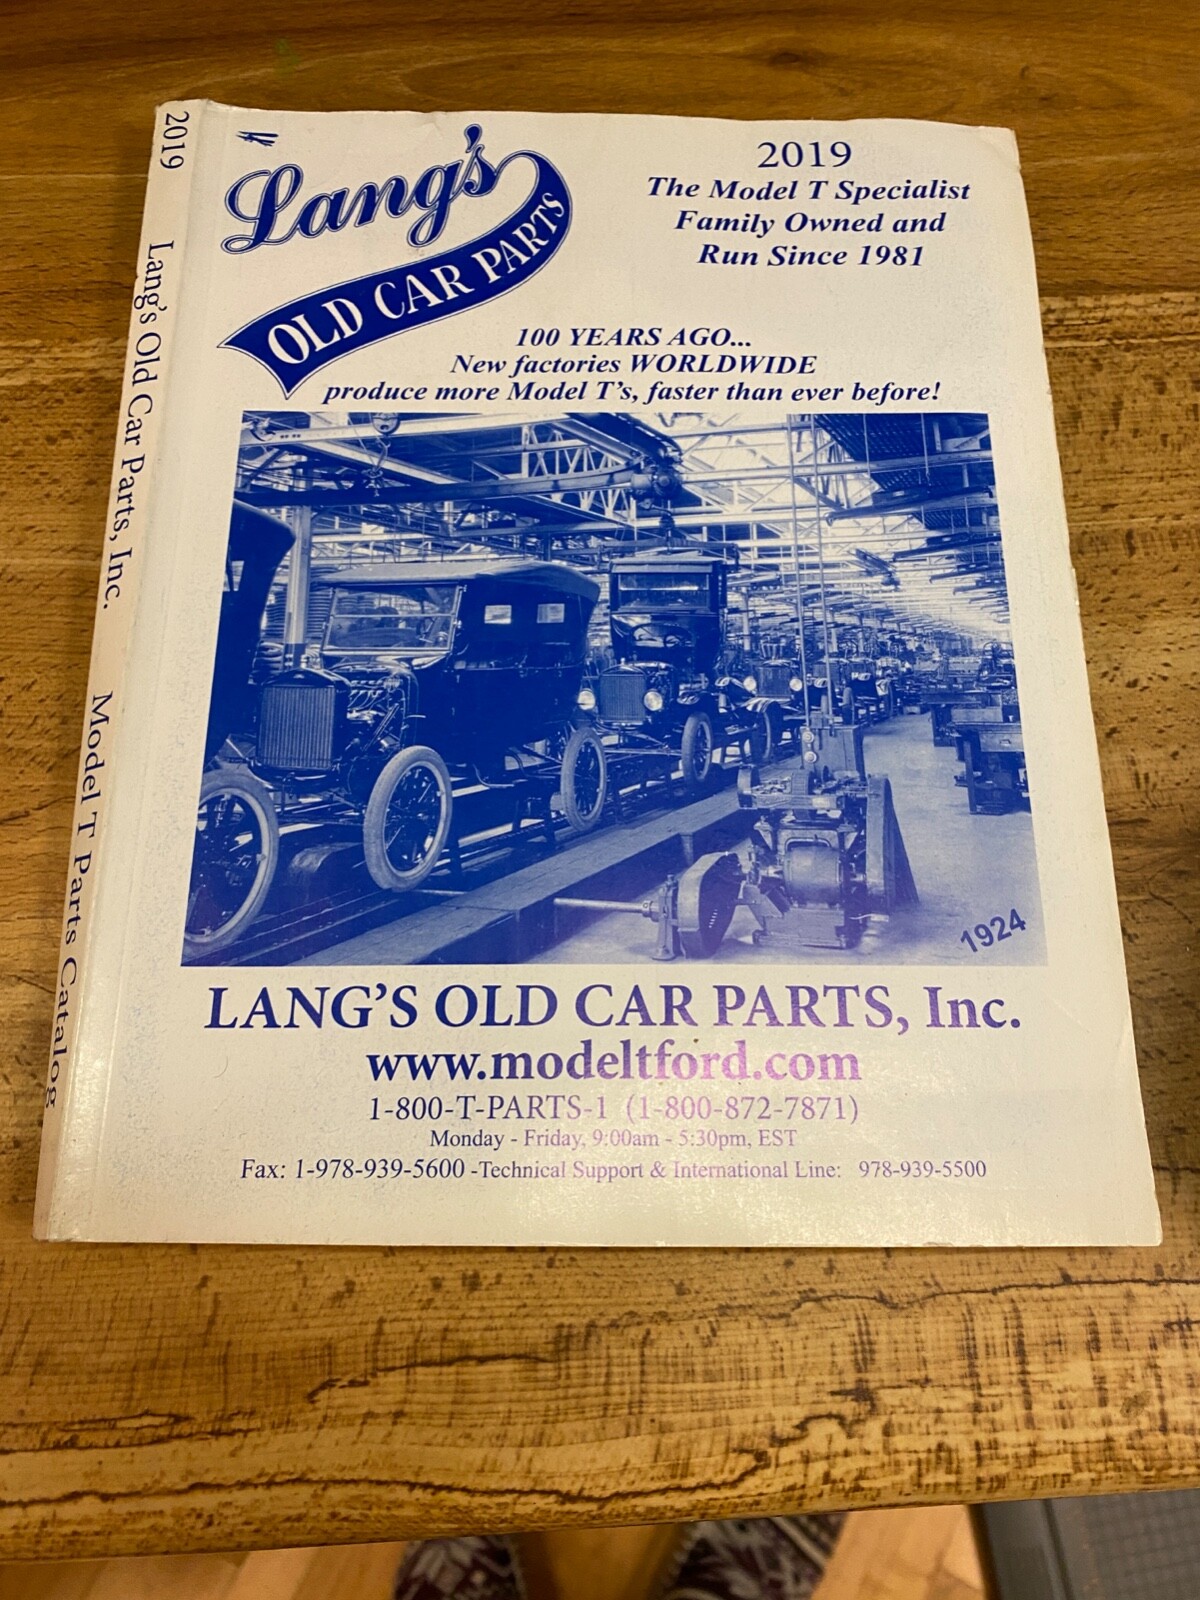 2019 Lang's Old Car Parts, Inc. Model T Parts Catalog
Lang's
OLD CAR PARTS
2019
The Model T Specialist
Family Owned and
Run Since 1981
100 YEARS AGO...
New factories WORLDWIDE
produce more Model T's, faster than ever before!
1924
LANG'S OLD CAR PARTS, Inc.
www.modeltford.com
1-800-T-PARTS-1 (1-800-872-7871)
Monday - Friday, 9:00am - 5:30pm, EST
Fax: 1-978-939-5600 -Technical Support & International Line: 978-939-5500